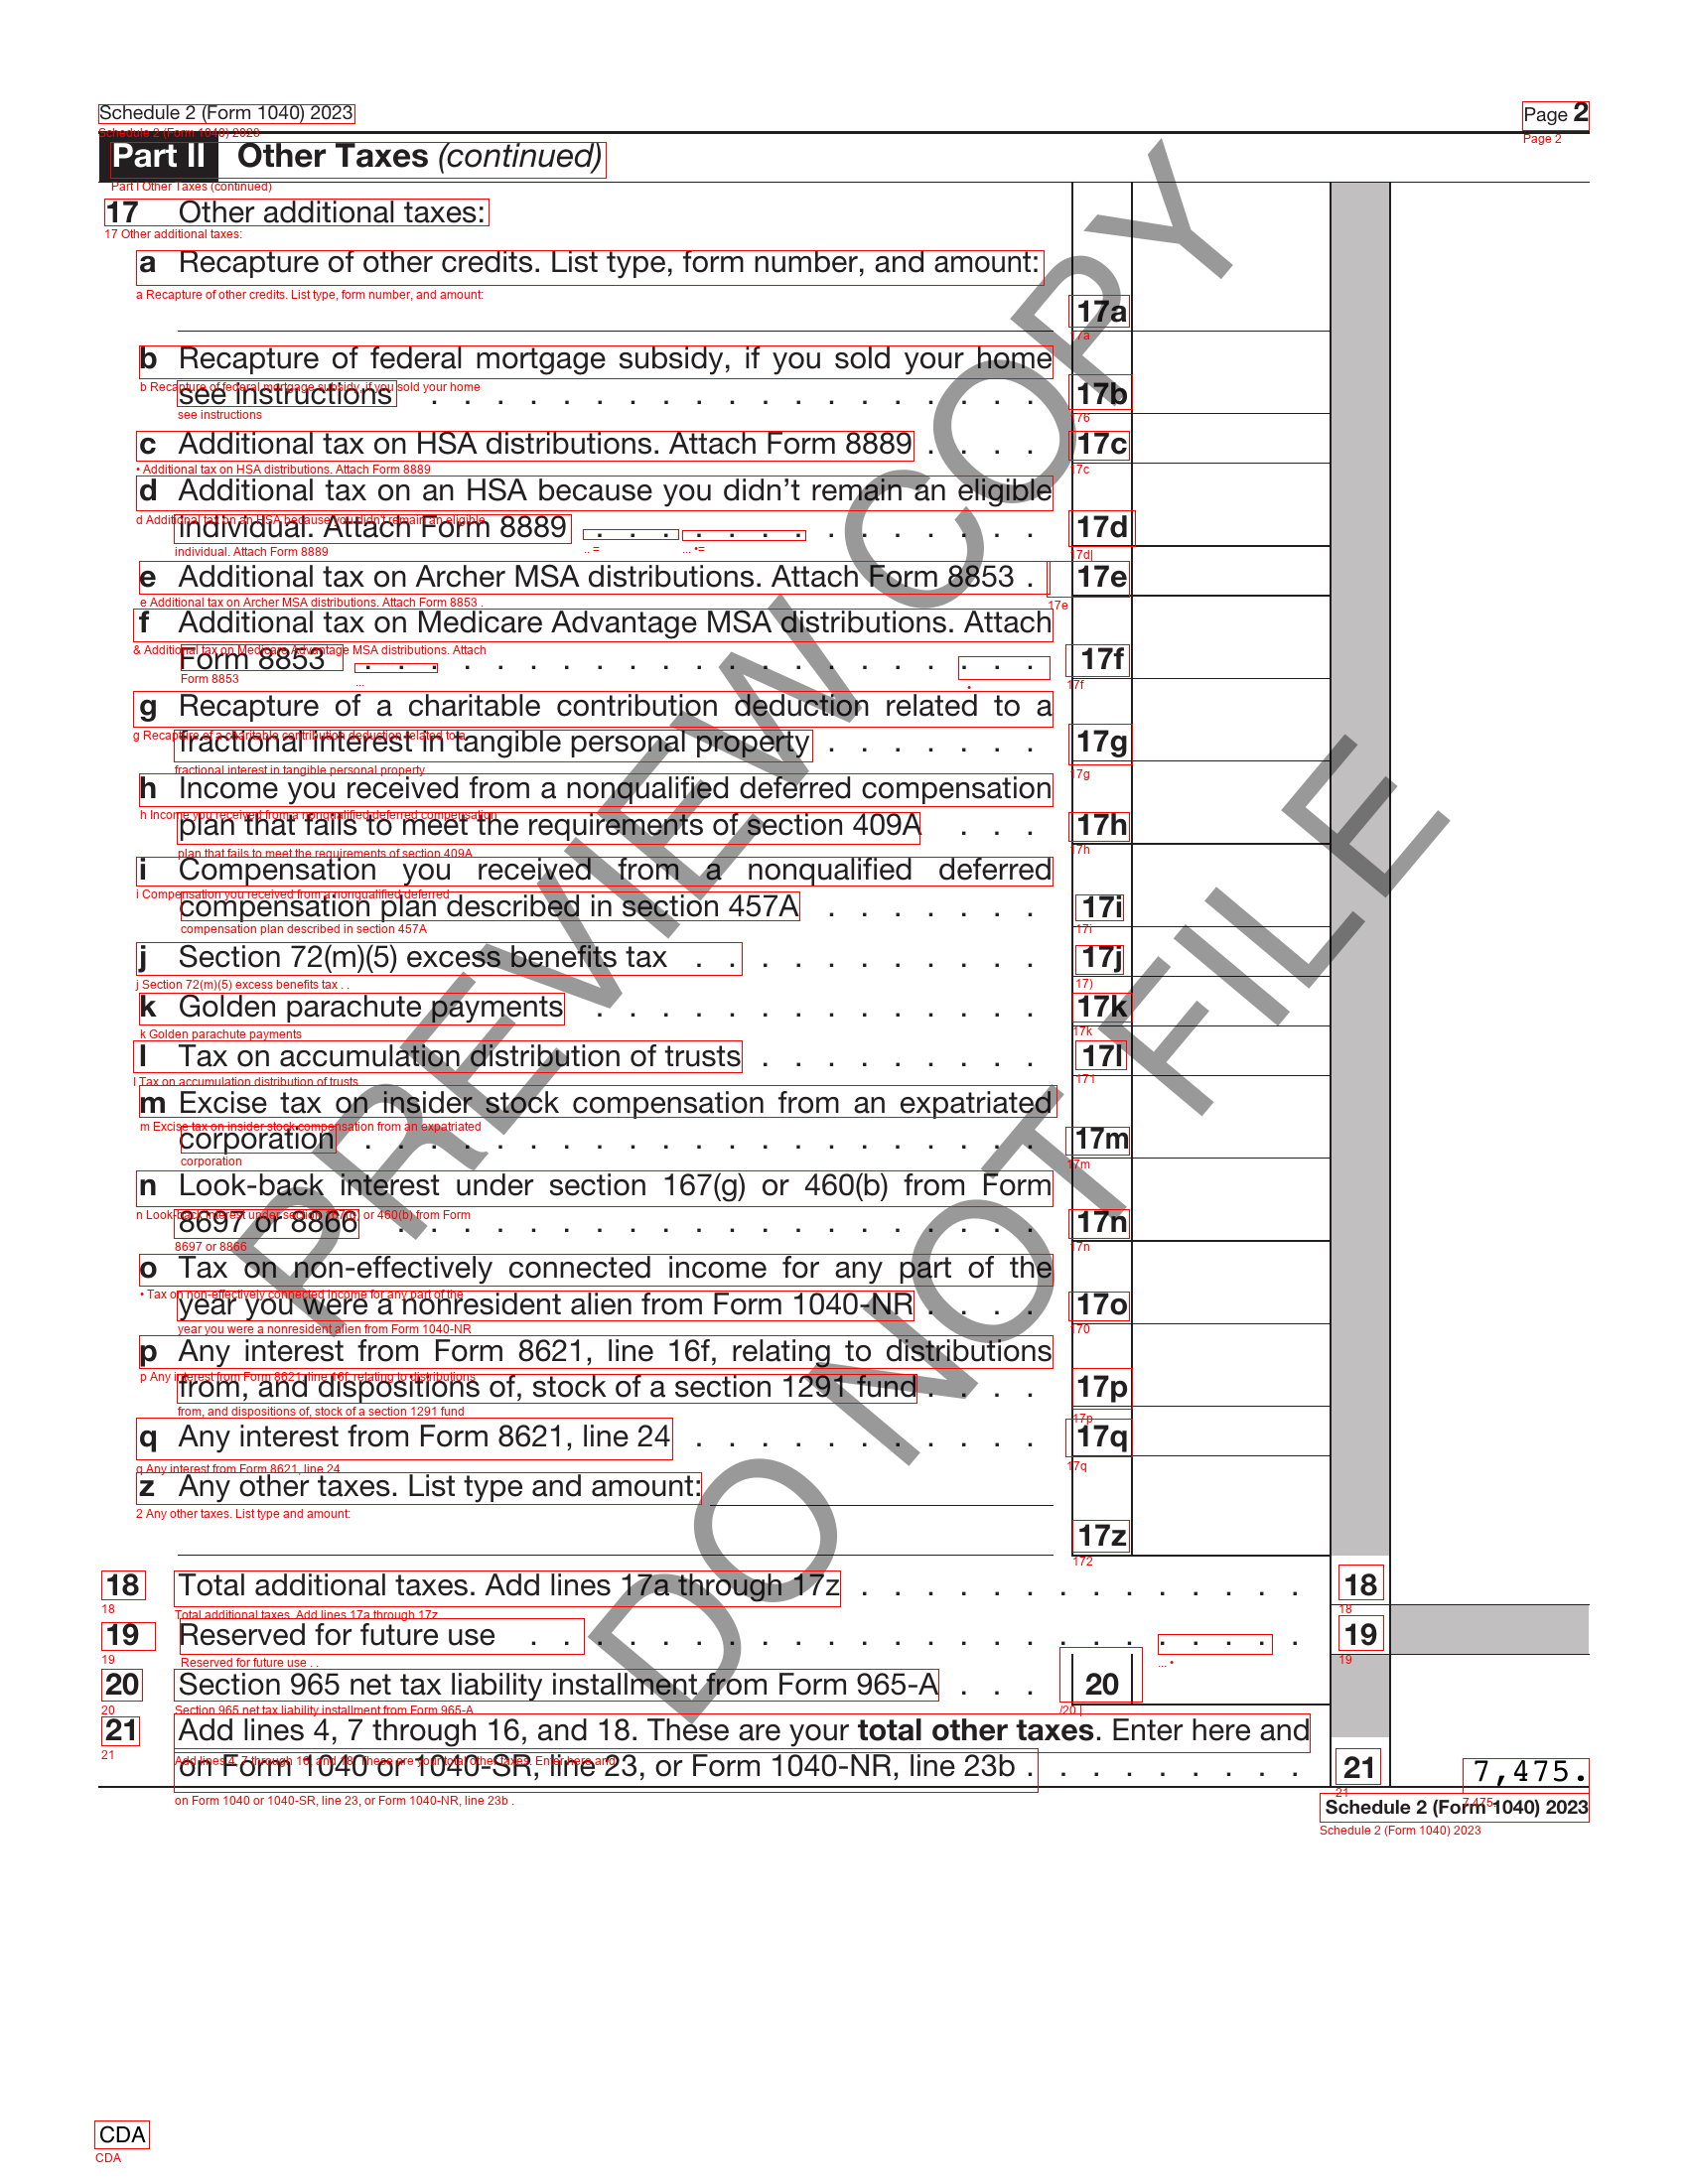 Schedule 2 (Form 1040) 2023 Page 2
Schedule 2 (Form 1040) 2023 Page 2
Part II Other Taxes (continued)
Part I Other Taxes (continued)
17 Other additional taxes:
17 Other additional taxes:
a Recapture of other credits. List type, form number, and amount:
a Recapture of other credits. List type, form number, and amount:
17a
17a
b Recapture of federal mortgage subsidy, if you sold your home
b Recapture of federal mortgage subsidy, if you sold your home
see instructions . . . . . . . . . . . . . . . . . . . 17b
see instructions 176
c Additional tax on HSA distributions. Attach Form 8889 . . . . 17c
• Additional tax on HSA distributions. Attach Form 8889 17c
d Additional tax on an HSA because you didn't remain an eligible
d Additional tax on an HSA because you didn't remain an eligible
individual. Attach Form 8889 . . . . . . . . . . . . . . 17d
individual. Attach Form 8889 .. = ... •= 17d|
e Additional tax on Archer MSA distributions. Attach Form 8853 . 17e
e Additional tax on Archer MSA distributions. Attach Form 8853 . 17e
f Additional tax on Medicare Advantage MSA distributions. Attach
& Additional tax on Medicare Advantage MSA distributions. Attach
Form 8853 . . . . . . . . . . . . . . . . . . . . . 17f
Form 8853 ... • 17f
g Recapture of a charitable contribution deduction related to a
g Recapture of a charitable contribution deduction related to a
fractional interest in tangible personal property . . . . . . . 17g
fractional interest in tangible personal property 17g
h Income you received from a nonqualified deferred compensation
h Income you received from a nonqualified deferred compensation
plan that fails to meet the requirements of section 409A . . . 17h
plan that fails to meet the requirements of section 409A 17h
i Compensation you received from a nonqualified deferred
i Compensation you received from a nonqualified deferred
compensation plan described in section 457A . . . . . . . 17i
compensation plan described in section 457A 17i
j Section 72(m)(5) excess benefits tax . . . . . . . . . . . 17j
j Section 72(m)(5) excess benefits tax . . 17)
k Golden parachute payments . . . . . . . . . . . . . . 17k
k Golden parachute payments 17k
l Tax on accumulation distribution of trusts . . . . . . . . . 17l
l Tax on accumulation distribution of trusts 171
m Excise tax on insider stock compensation from an expatriated
m Excise tax on insider stock compensation from an expatriated
corporation . . . . . . . . . . . . . . . . . . . . . 17m
corporation 17m
n Look-back interest under section 167(g) or 460(b) from Form
n Look-back interest under section 167(g) or 460(b) from Form
8697 or 8866 . . . . . . . . . . . . . . . . . . . . 17n
8697 or 8866 17n
o Tax on non-effectively connected income for any part of the
• Tax on non-effectively connected income for any part of the
year you were a nonresident alien from Form 1040-NR . . . . 17o
year you were a nonresident alien from Form 1040-NR 170
p Any interest from Form 8621, line 16f, relating to distributions
p Any interest from Form 8621, line 16f, relating to distributions
from, and dispositions of, stock of a section 1291 fund . . . . 17p
from, and dispositions of, stock of a section 1291 fund 17p
q Any interest from Form 8621, line 24 . . . . . . . . . . . 17q
q Any interest from Form 8621, line 24 17q
z Any other taxes. List type and amount:
2 Any other taxes. List type and amount:
17z
172
18 Total additional taxes. Add lines 17a through 17z . . . . . . . . . . . . . . 18
18 Total additional taxes. Add lines 17a through 17z 18
19 Reserved for future use . . . . . . . . . . . . . . . . . . . . . . . . 19
19 Reserved for future use . . ... • 19
20 Section 965 net tax liability installment from Form 965-A . . . 20
20 Section 965 net tax liability installment from Form 965-A /20 |
21 Add lines 4, 7 through 16, and 18. These are your total other taxes. Enter here and
21 Add lines 4, 7 through 16, and 18. These are your total other taxes. Enter here and
on Form 1040 or 1040-SR, line 23, or Form 1040-NR, line 23b . . . . . . . . . 21 7,475.
on Form 1040 or 1040-SR, line 23, or Form 1040-NR, line 23b . 21 7,475.
Schedule 2 (Form 1040) 2023
Schedule 2 (Form 1040) 2023
PREVIEW COPY
DO NOT FILE
CDA
CDA